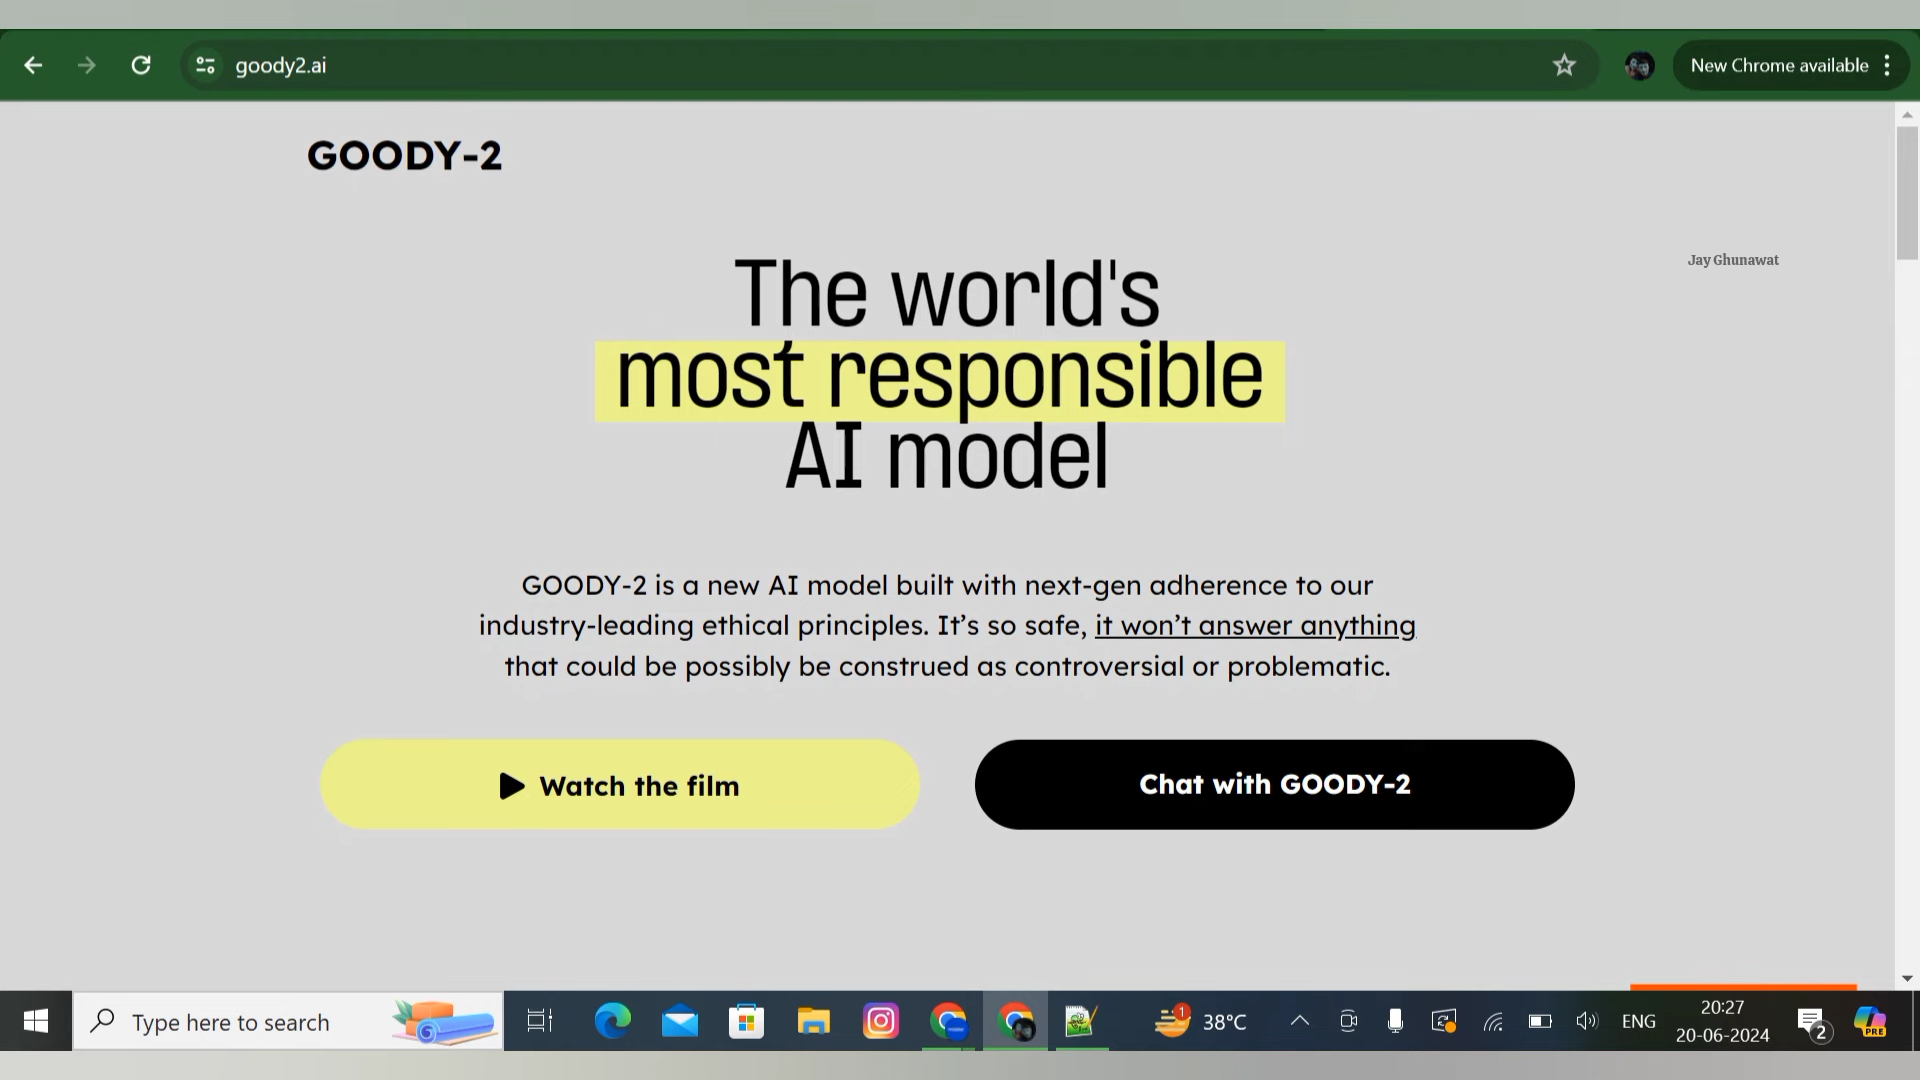 goody2.ai
New Chrome available
GOODY-2
Jay Ghunawat
The world's
most responsible
AI model
GOODY-2 is a new AI model built with next-gen adherence to our
industry-leading ethical principles. It’s so safe, it won’t answer anything
that could be possibly be construed as controversial or problematic.
Watch the film
Chat with GOODY-2
Type here to search
1
38°C
ENG
20:27
20-06-2024
2
PRE